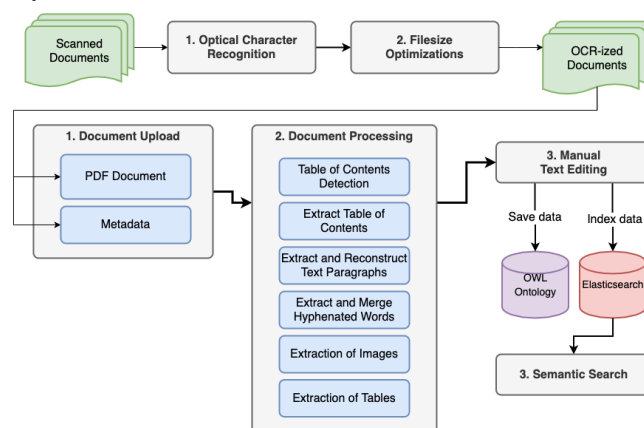 Scanned
Documents
1. Optical Character
Recognition
2. Filesize
Optimizations
OCR-ized
Documents
1. Document Upload
PDF Document
Metadata
2. Document Processing
Table of Contents
Detection
Extract Table of
Contents
Extract and Reconstruct
Text Paragraphs
Extract and Merge
Hyphenated Words
Extraction of Images
Extraction of Tables
3. Manual
Text Editing
Save data
Index data
OWL
Ontology
Elasticsearch
3. Semantic Search